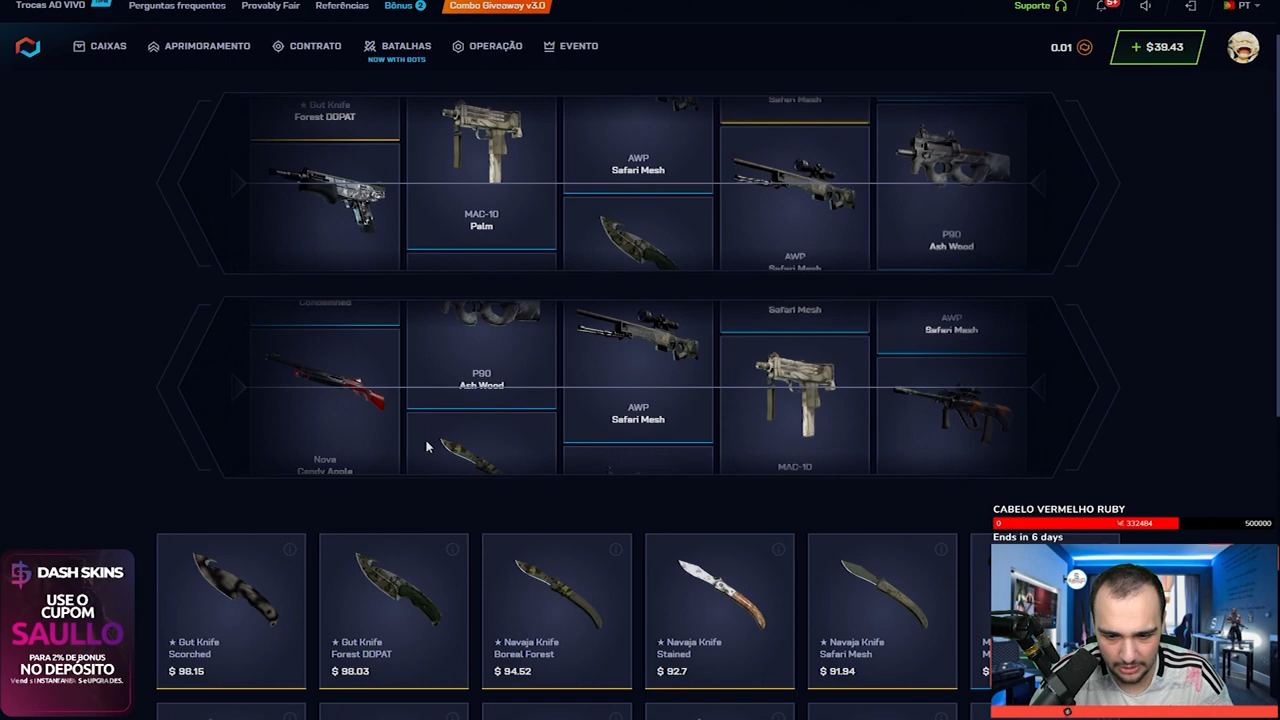 Trocas AO VIVO
Perguntas frequentes
Provably Fair
Referências
Bônus 2
Combo Giveaway v3.0
Suporte
5+
PT
CAIXAS
APRIMORAMENTO
CONTRATO
BATALHAS
NOW WITH BOTS
OPERAÇÃO
EVENTO
0.01
+ $39.43
★ Gut Knife
Forest DDPAT
MAC-10
Palm
AWP
Safari Mesh
Safari Mesh
AWP
Safari Mesh
P90
Ash Wood
Condemned
Nova
Candy Apple
P90
Ash Wood
AWP
Safari Mesh
Safari Mesh
MAC-10
AWP
Safari Mesh
★ Gut Knife
Scorched
$ 98.15
★ Gut Knife
Forest DDPAT
$ 98.03
★ Navaja Knife
Boreal Forest
$ 94.52
★ Navaja Knife
Stained
$ 92.7
★ Navaja Knife
Safari Mesh
$ 91.94
DASH SKINS
USE O
CUPOM
SAULLO
PARA 2% DE BONUS
NO DEPÓSITO
CABELO VERMELHO RUBY
0
332484
500000
Ends in 6 days